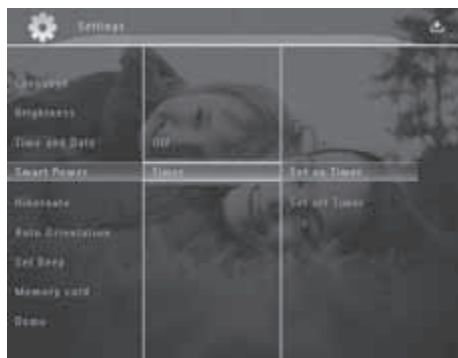 Settings
Language
Brightness
Time and Date
Smart Power
Hibernate
Auto Orientation
Set Beep
Memory card
Demo
Off
Timer
Set on Timer
Set off Timer